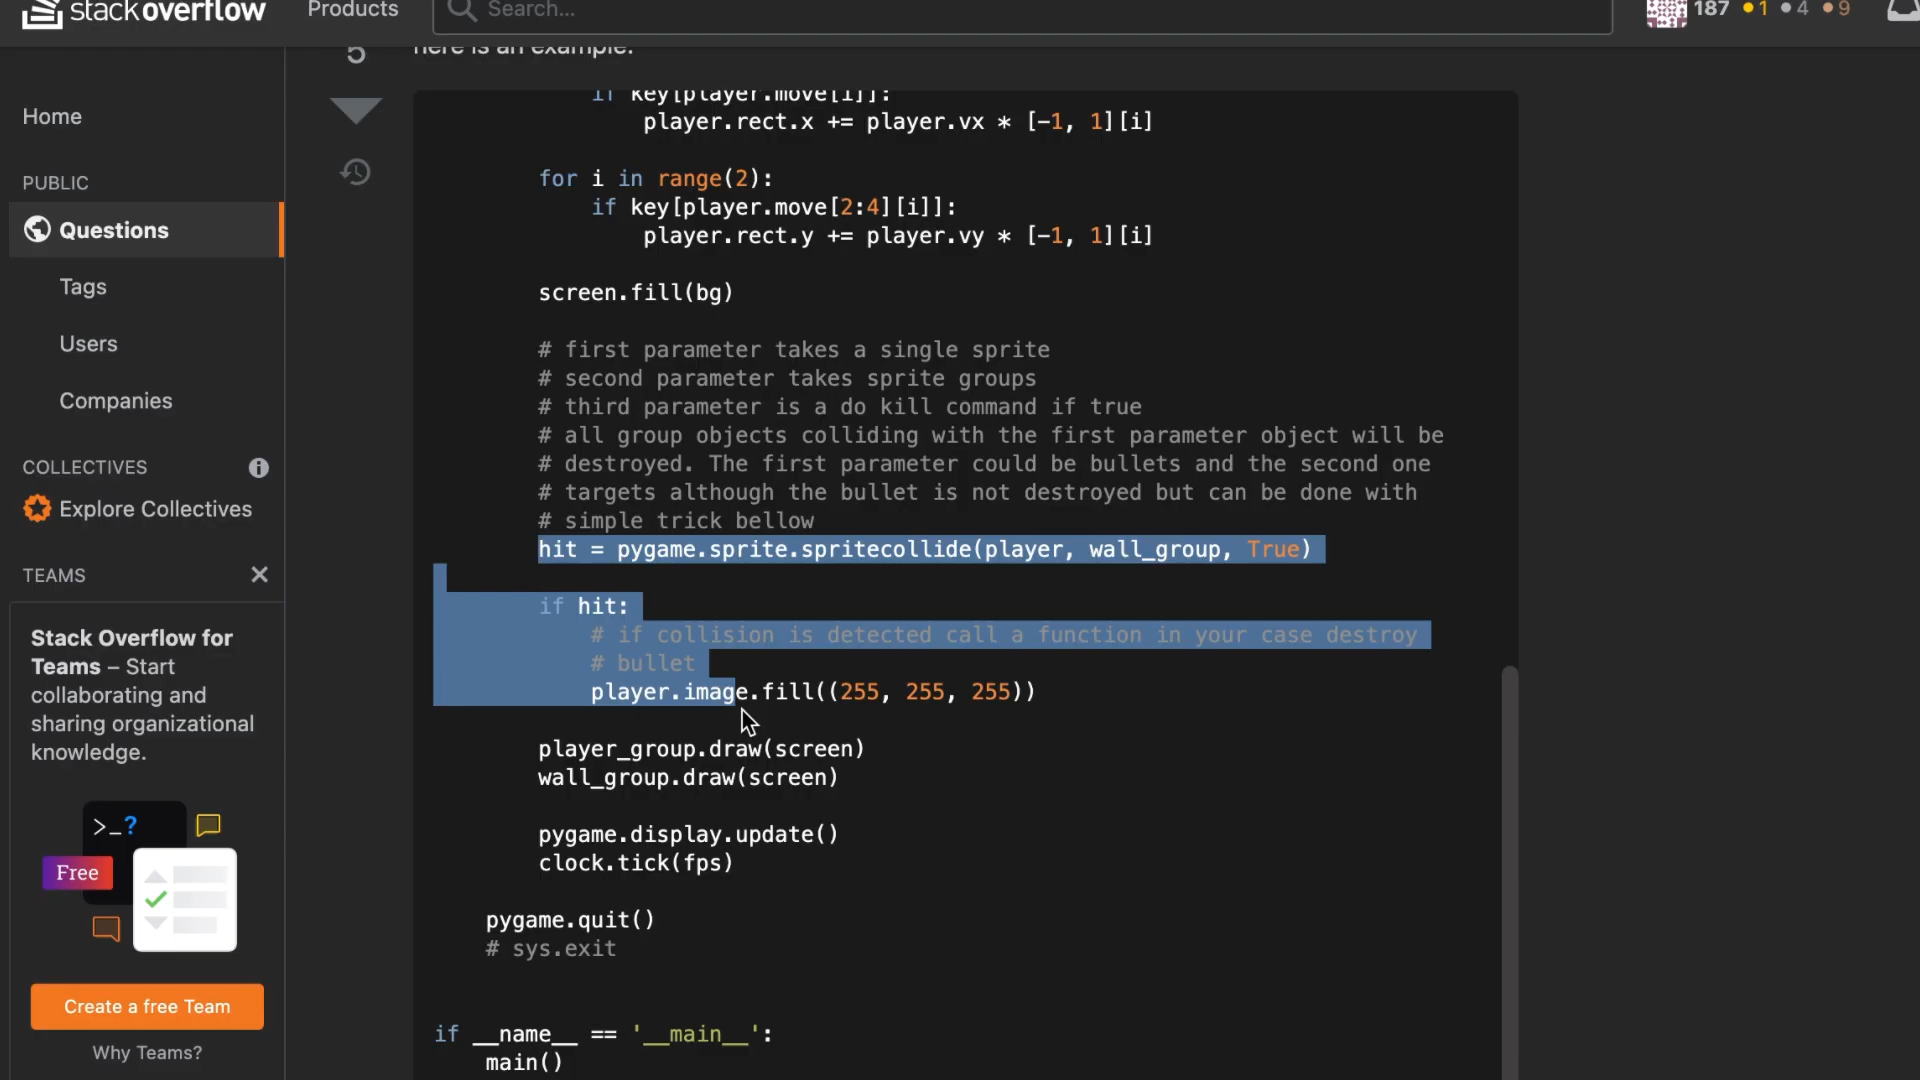 stackoverflow
Products
Search...
187 1 4 9
5
here is an example:
Home
PUBLIC
Questions
Tags
Users
Companies
COLLECTIVES
Explore Collectives
TEAMS
Stack Overflow for
Teams – Start
collaborating and
sharing organizational
knowledge.
>_?
Free
Create a free Team
Why Teams?
if key[player.move[i]]:
player.rect.x += player.vx * [-1, 1][i]
for i in range(2):
if key[player.move[2:4][i]]:
player.rect.y += player.vy * [-1, 1][i]
screen.fill(bg)
# first parameter takes a single sprite
# second parameter takes sprite groups
# third parameter is a do kill command if true
# all group objects colliding with the first parameter object will be
# destroyed. The first parameter could be bullets and the second one
# targets although the bullet is not destroyed but can be done with
# simple trick bellow
hit = pygame.sprite.spritecollide(player, wall_group, True)
if hit:
# if collision is detected call a function in your case destroy
# bullet
player.image.fill((255, 255, 255))
player_group.draw(screen)
wall_group.draw(screen)
pygame.display.update()
clock.tick(fps)
pygame.quit()
# sys.exit
if __name__ == '__main__':
main()